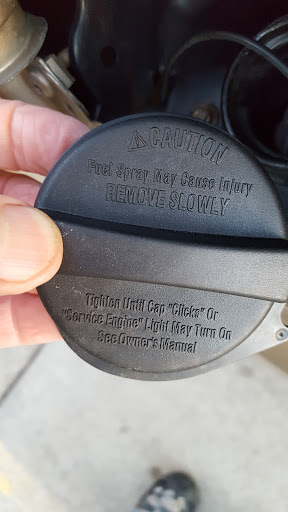 ⚠CAUTION
Fuel Spray May Cause Injury
REMOVE SLOWLY
Tighten Until Cap "Clicks" Or
"Service Engine" Light May Turn On
See Owner's Manual